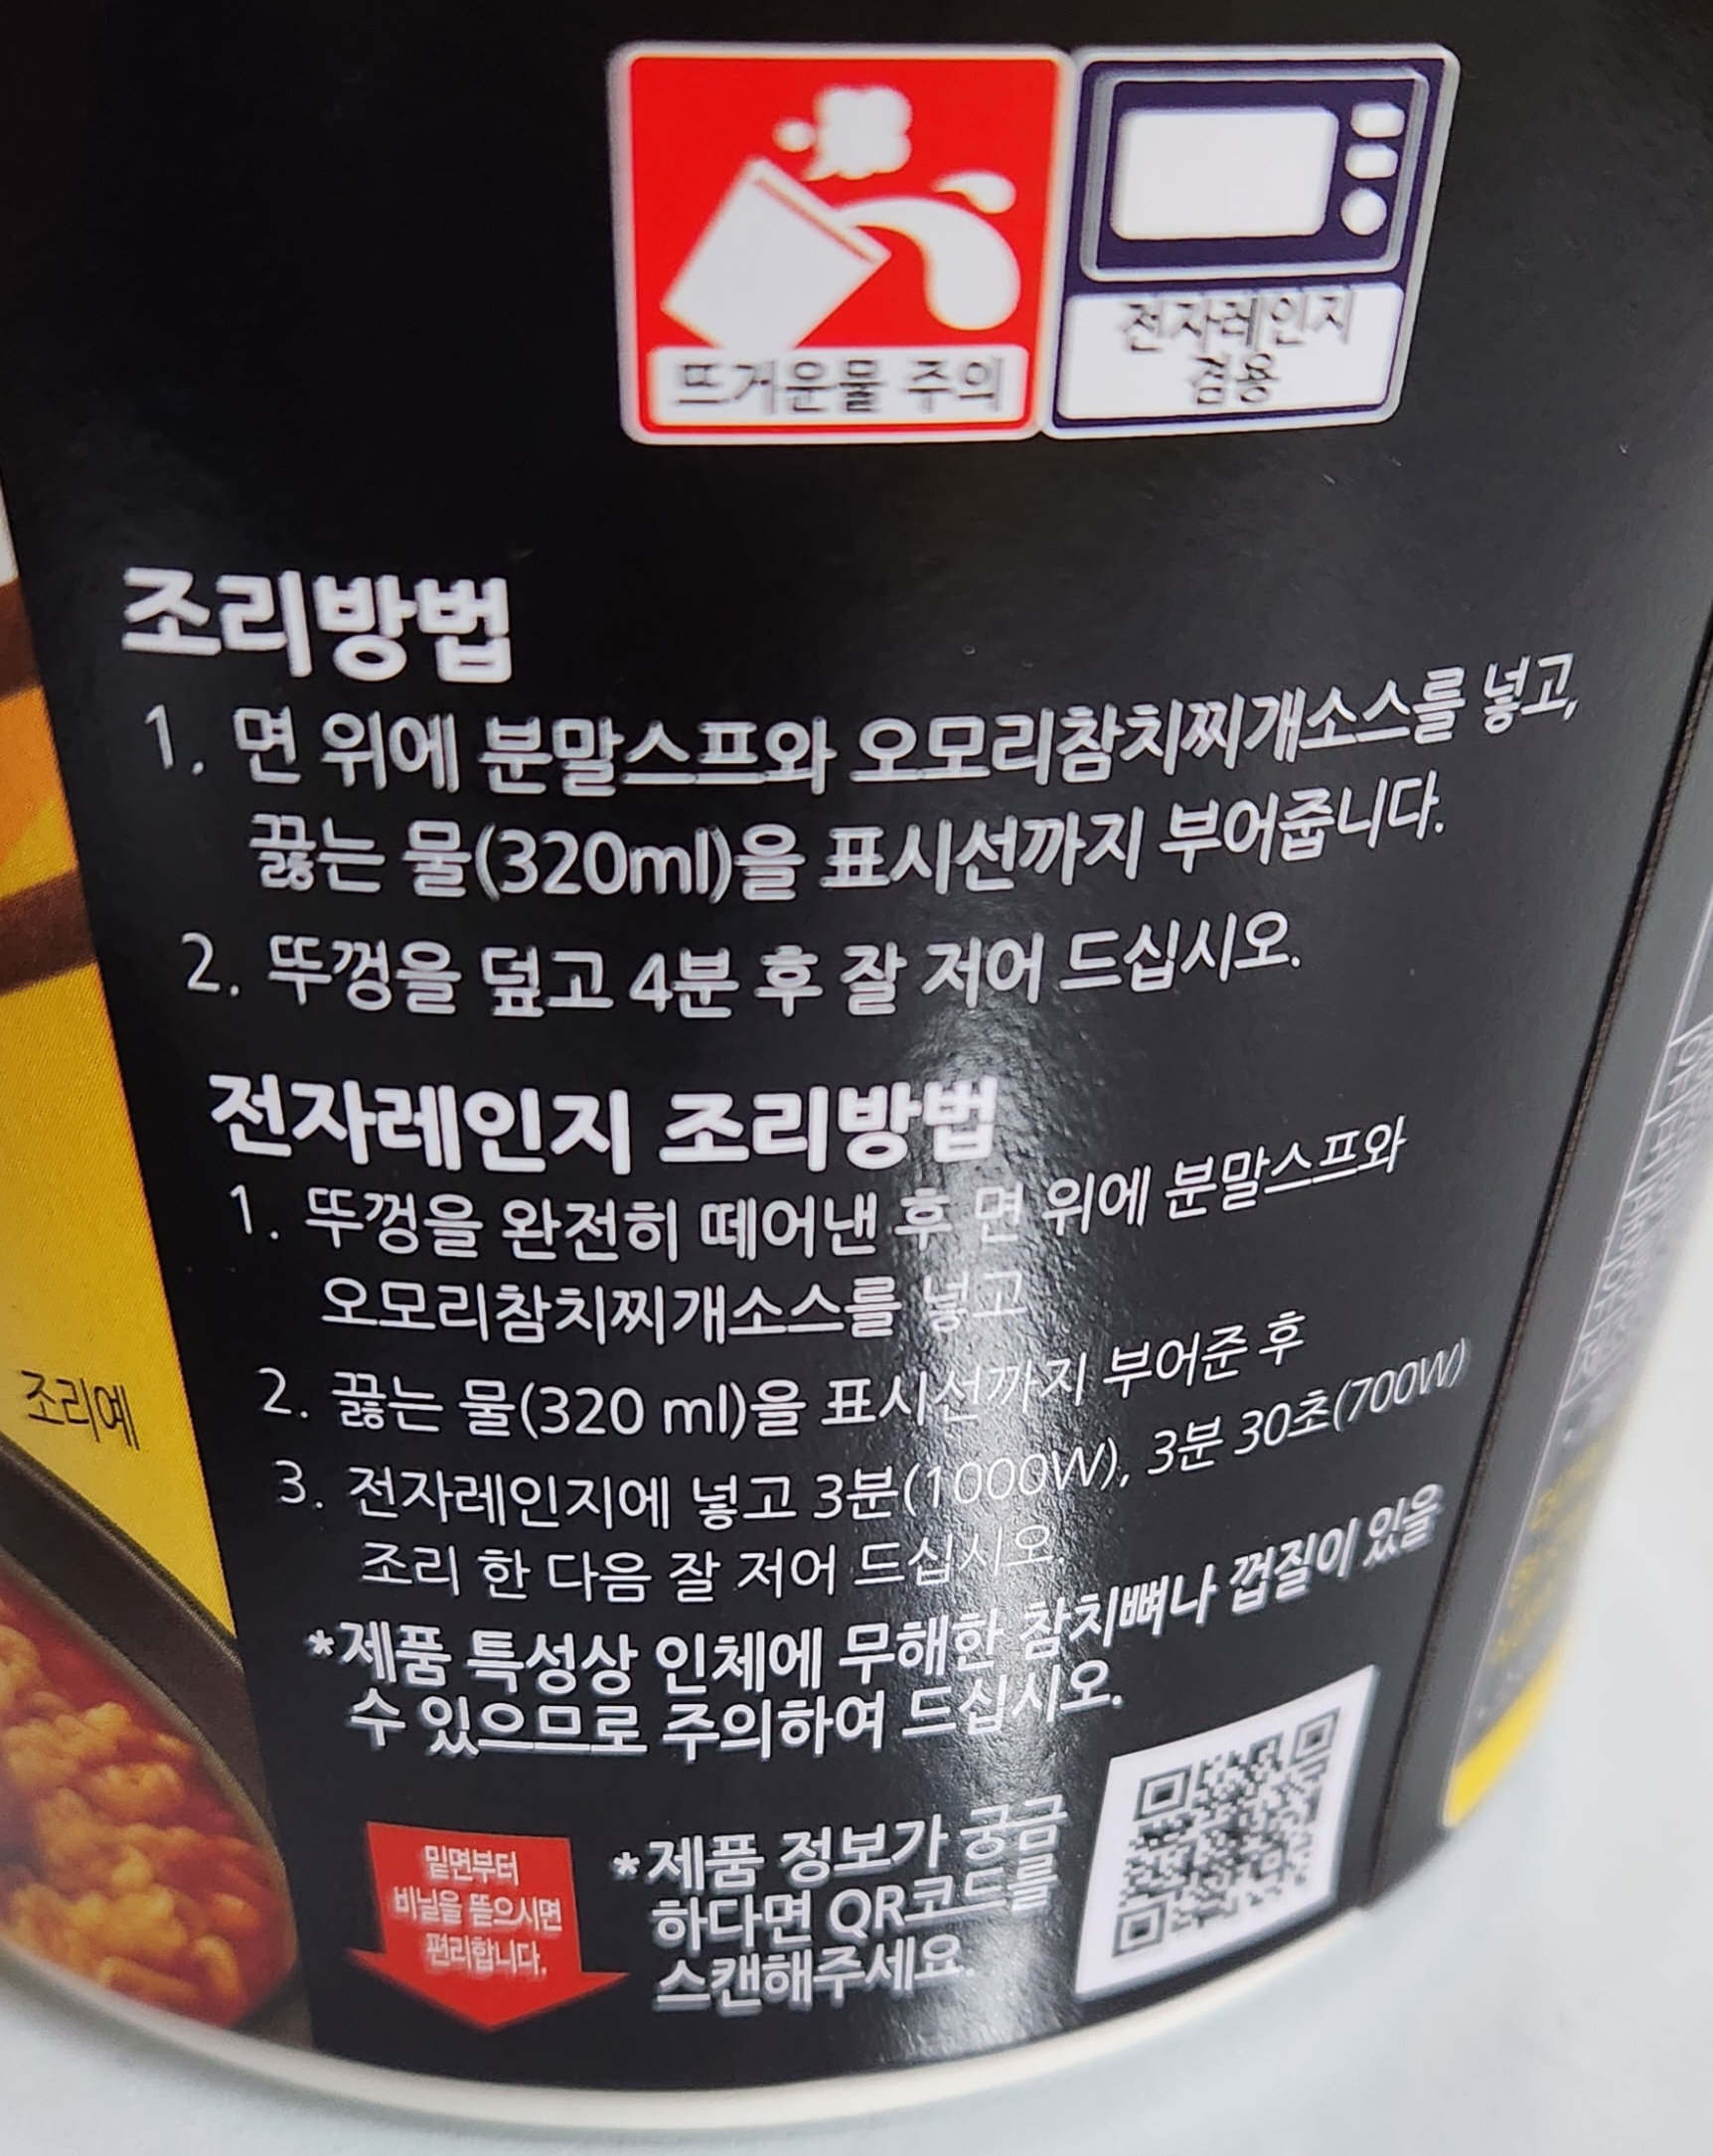 뜨거운물 주의
전자레인지
겸용
조리방법
1. 면 위에 분말스프와 오모리참치찌개소스를 넣고,
끓는 물(320ml)을 표시선까지 부어줍니다.
2. 뚜껑을 덮고 4분 후 잘 저어 드십시오.
전자레인지 조리방법
1. 뚜껑을 완전히 떼어낸 후 면 위에 분말스프와
오모리참치찌개소스를 넣고
2. 끓는 물(320 ml)을 표시선까지 부어준 후
3. 전자레인지에 넣고 3분(1000W), 3분 30초(700W)
조리 한 다음 잘 저어 드십시오.
*제품 특성상 인체에 무해한 참치뼈나 껍질이 있을
수 있으므로 주의하여 드십시오.
조리예
밑면부터
비닐을 뜯으시면
편리합니다.
*제품 정보가 궁금
하다면 QR코드를
스캔해주세요.